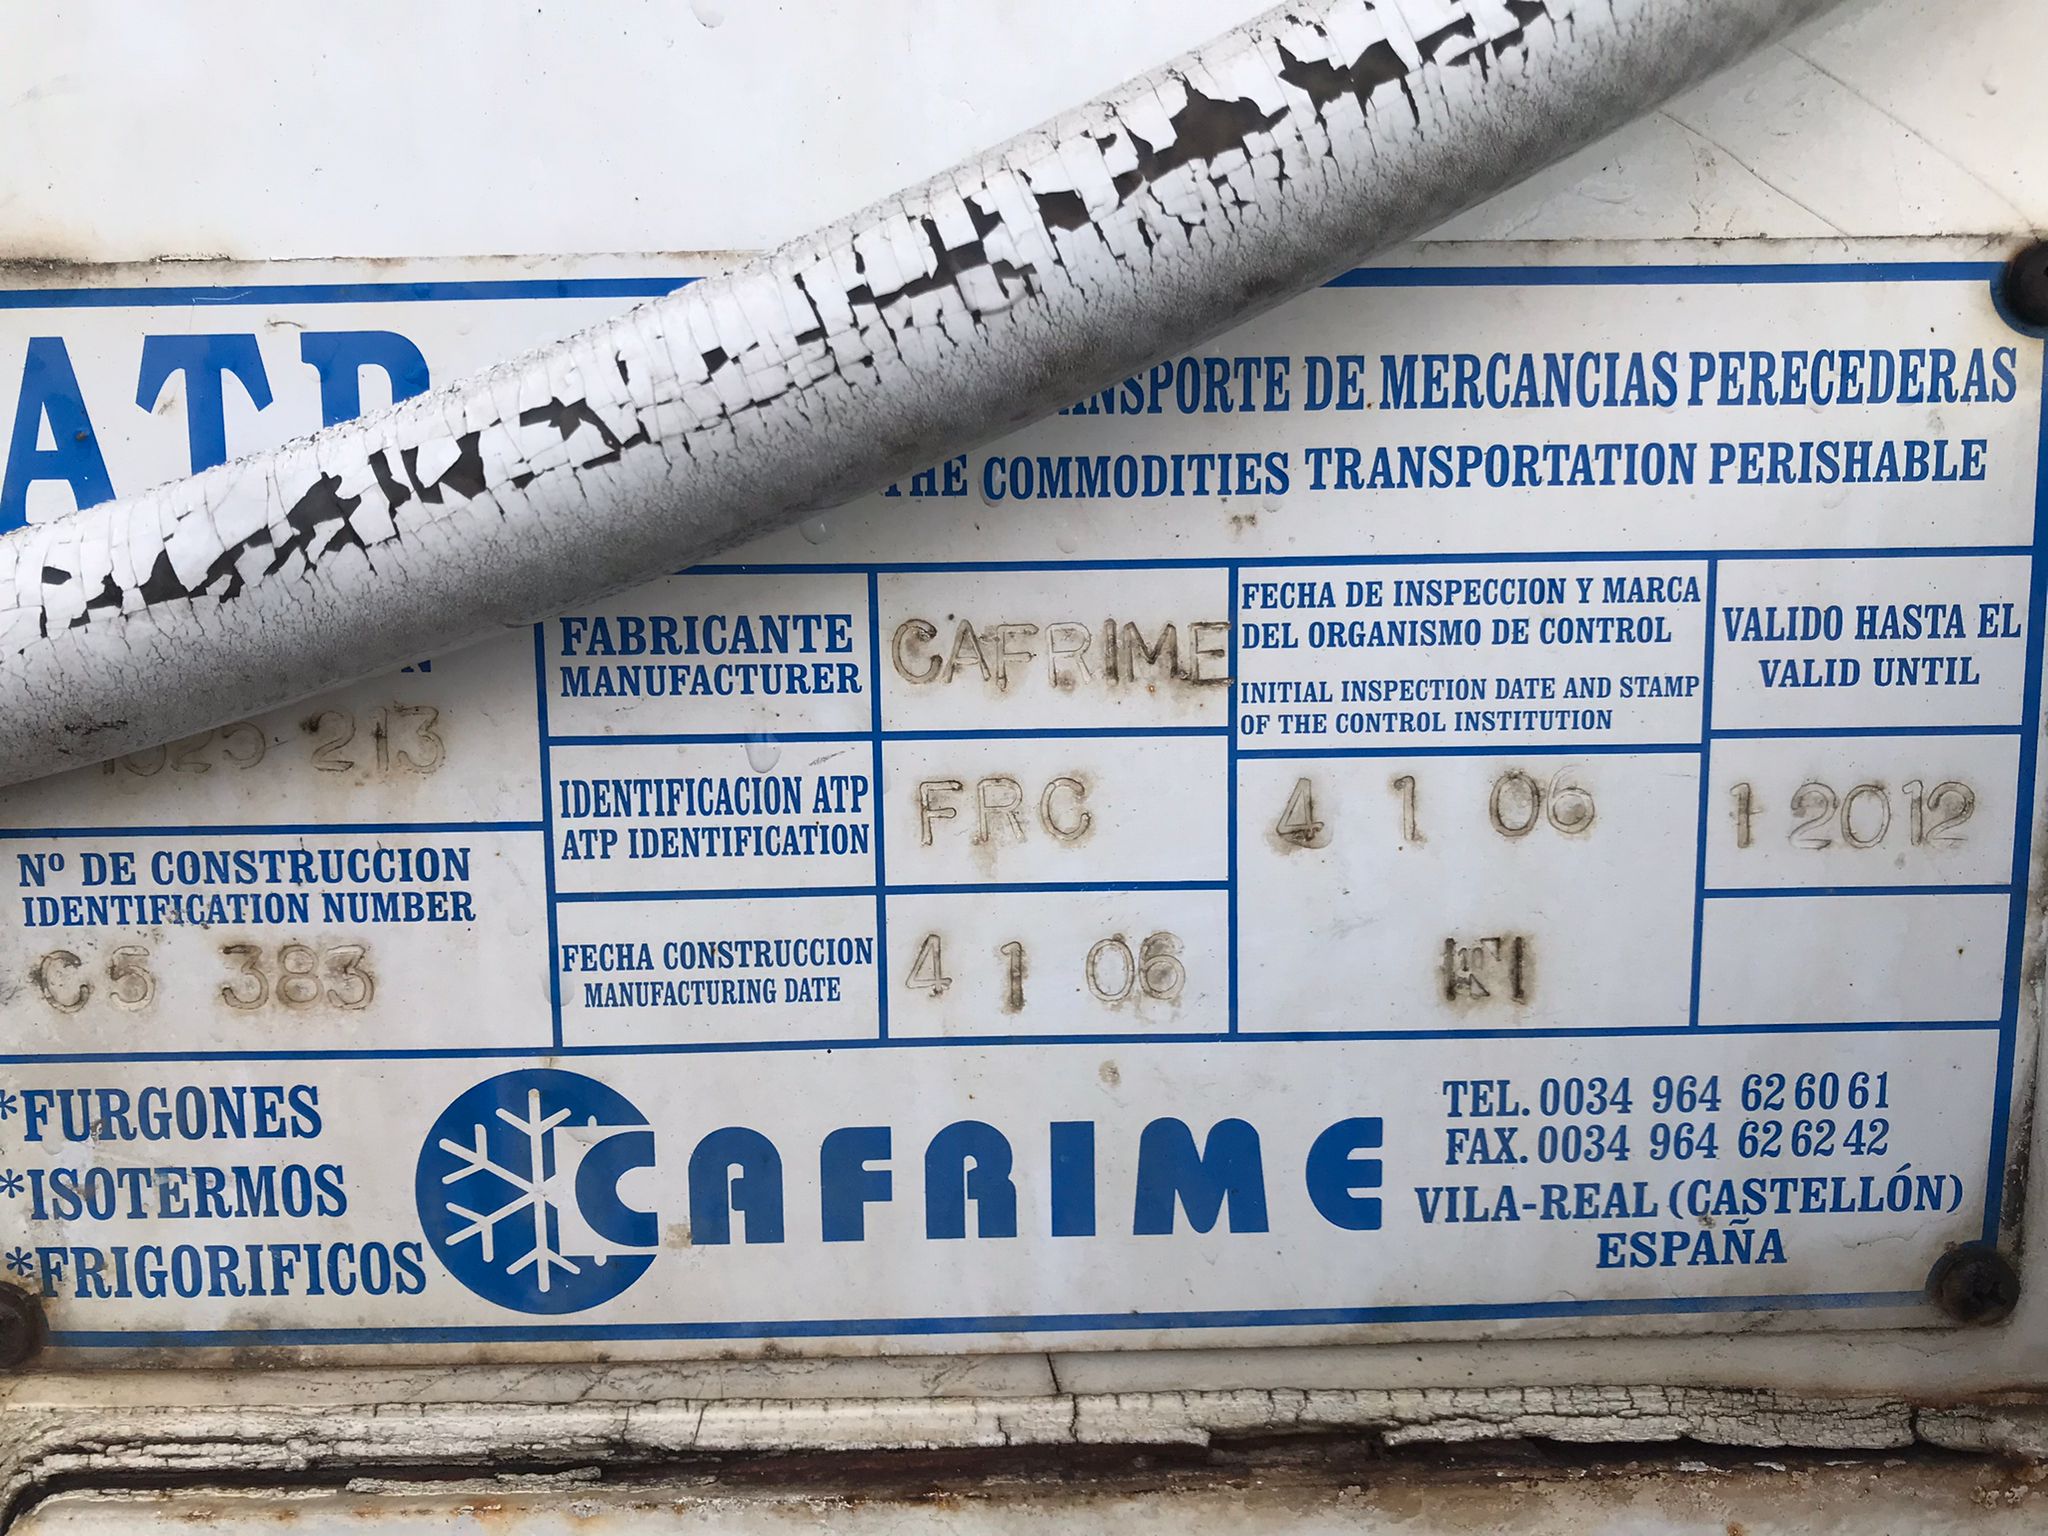 ATP
TRANSPORTE DE MERCANCIAS PERECEDERAS
THE COMMODITIES TRANSPORTATION PERISHABLE
213
Nº DE CONSTRUCCION
IDENTIFICATION NUMBER
C5 383
FABRICANTE
MANUFACTURER
CAFRIME
IDENTIFICACION ATP
ATP IDENTIFICATION
FRC
FECHA CONSTRUCCION
MANUFACTURING DATE
4 1 06
FECHA DE INSPECCION Y MARCA
DEL ORGANISMO DE CONTROL
INITIAL INSPECTION DATE AND STAMP
OF THE CONTROL INSTITUTION
4 1 06
VALIDO HASTA EL
VALID UNTIL
1 2012
*FURGONES
*ISOTERMOS
*FRIGORIFICOS
CAFRIME
TEL. 0034 964 62 60 61
FAX. 0034 964 62 62 42
VILA-REAL (CASTELLÓN)
ESPAÑA